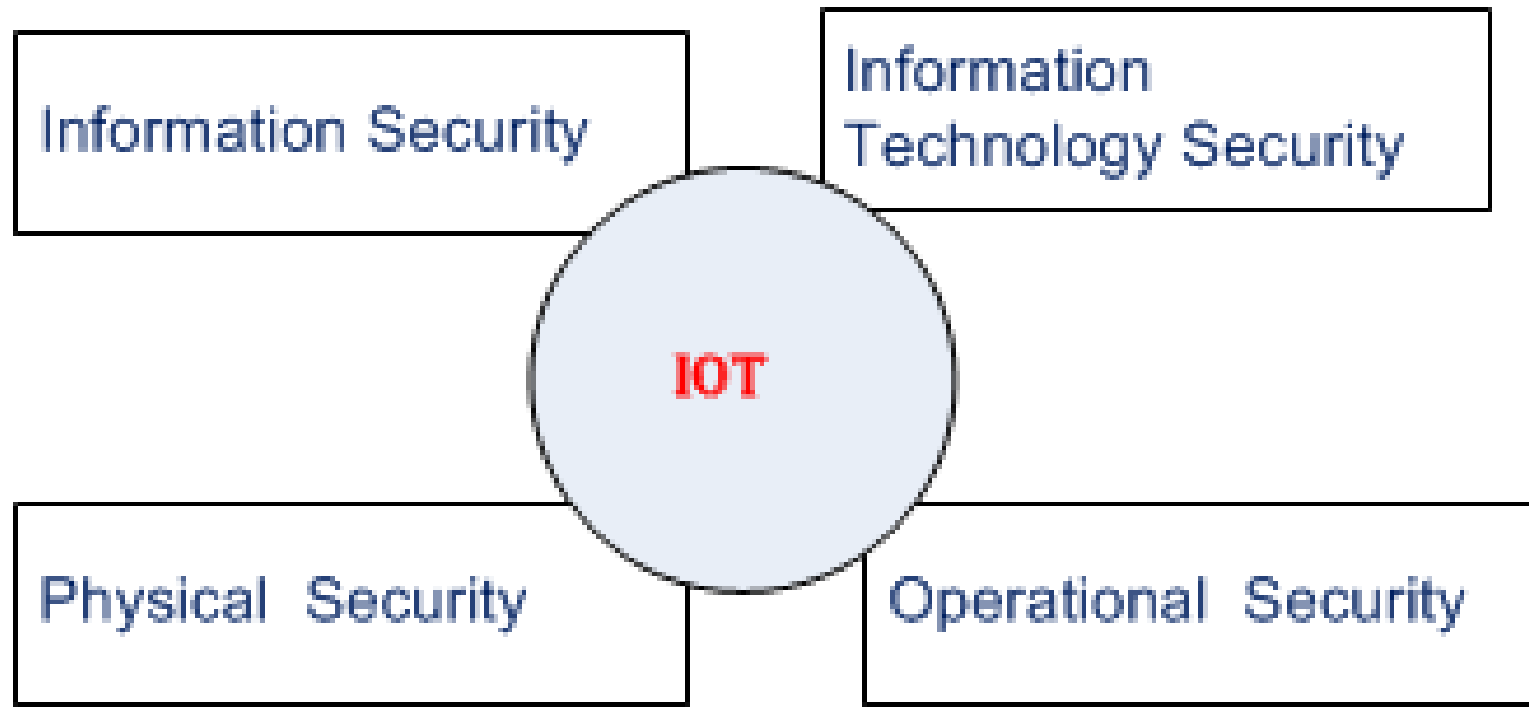 Information Security
Information
Technology Security
IOT
Physical Security
Operational Security